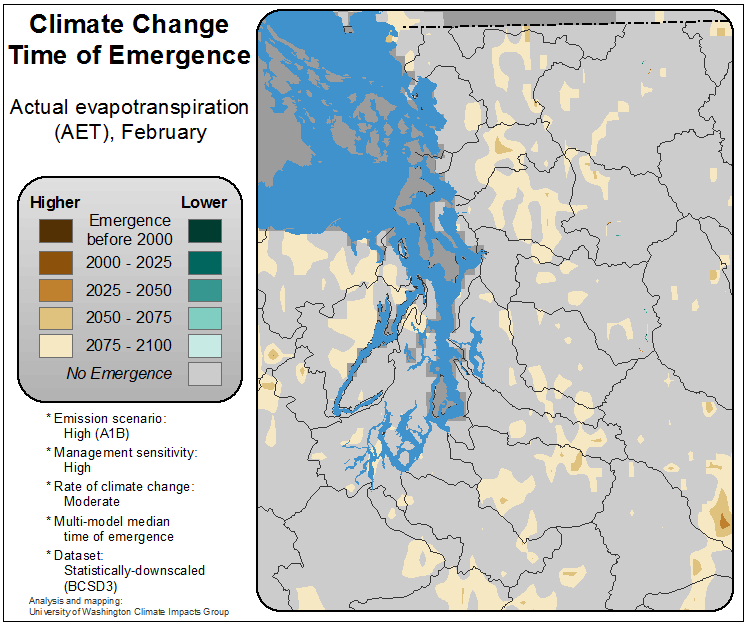 Climate Change
Time of Emergence
Actual evapotranspiration
(AET), February
Higher Lower
Emergence
before 2000
2000 - 2025
2025 - 2050
2050 - 2075
2075 - 2100
No Emergence
* Emission scenario:
High (A1B)
* Management sensitivity:
High
* Rate of climate change:
Moderate
* Multi-model median
time of emergence
* Dataset:
Statistically-downscaled
(BCSD3)
Analysis and mapping:
University of Washington Climate Impacts Group